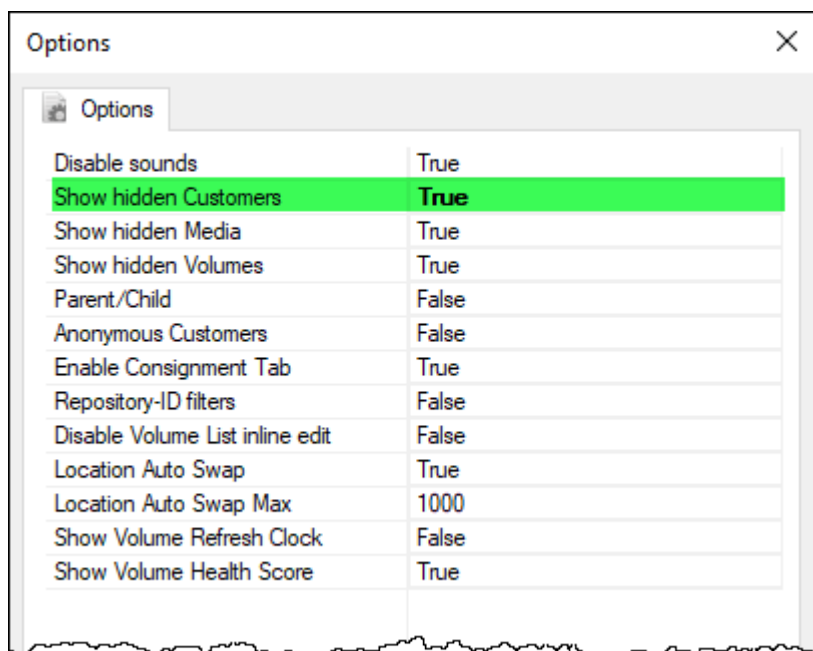 Options
Options
Disable sounds True
Show hidden Customers True
Show hidden Media True
Show hidden Volumes True
Parent/Child False
Anonymous Customers False
Enable Consignment Tab True
Repository-ID filters False
Disable Volume List inline edit False
Location Auto Swap True
Location Auto Swap Max 1000
Show Volume Refresh Clock False
Show Volume Health Score True